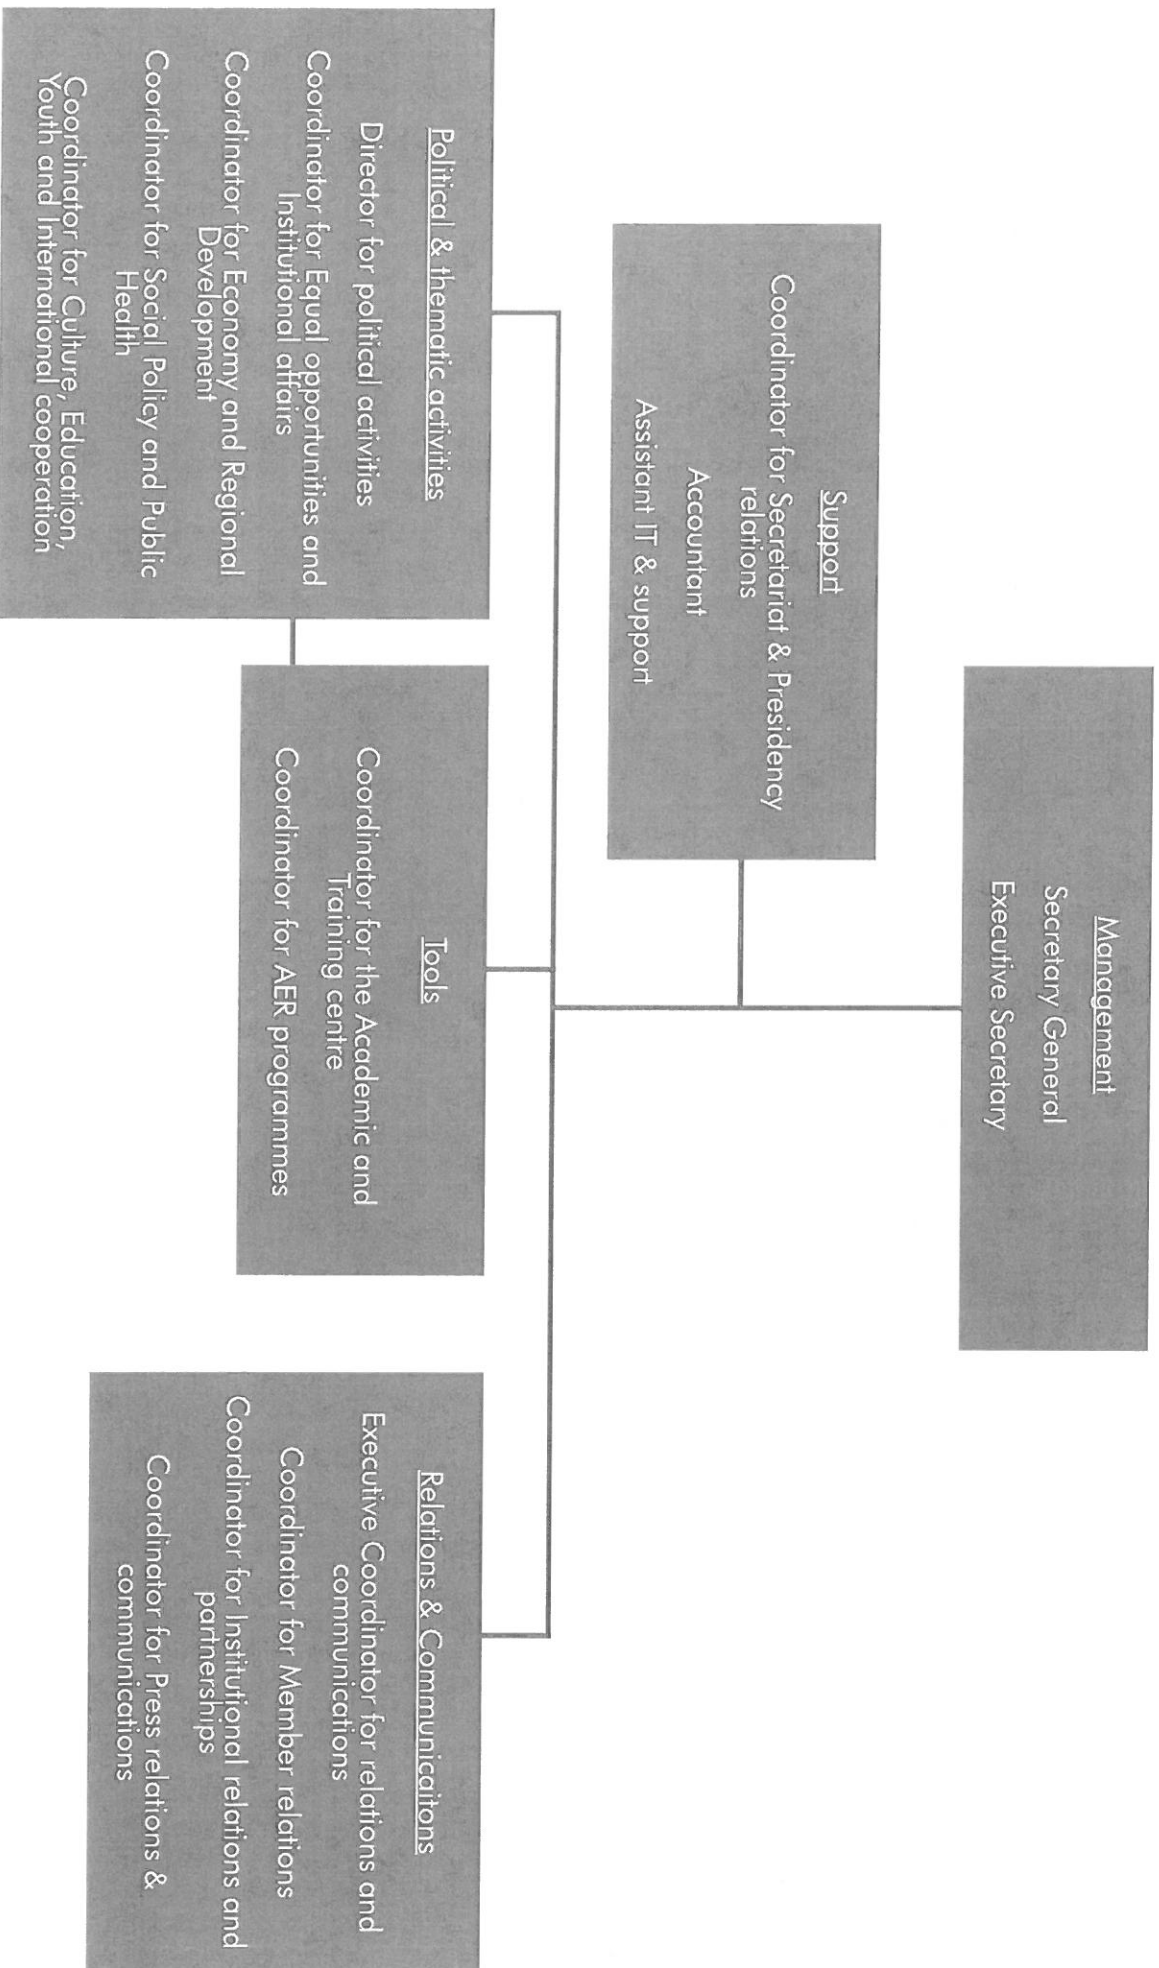 Management
Secretary General
Executive Secretary
Support
Coordinator for Secretariat & Presidency
relations
Accountant
Assistant IT & support
Political & thematic activities
Director for political activities
Coordinator for Equal opportunities and
Institutional affairs
Coordinator for Economy and Regional
Development
Coordinator for Social Policy and Public
Health
Coordinator for Culture, Education,
Youth and International cooperation
Tools
Coordinator for the Academic and
Training centre
Coordinator for AER programmes
Relations & Communicaitons
Executive Coordinator for relations and
communications
Coordinator for Member relations
Coordinator for Institutional relations and
partnerships
Coordinator for Press relations &
communications